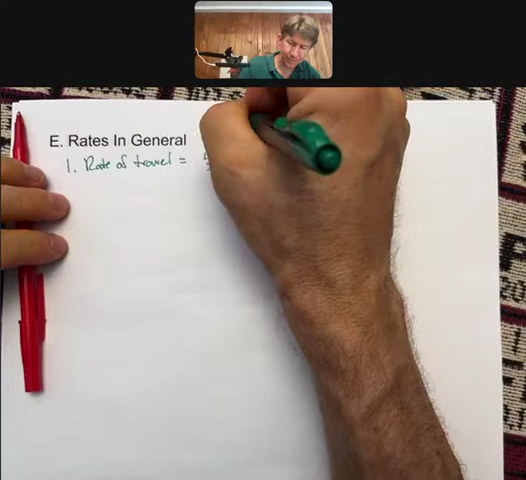 E. Rates In General
1. Rate of travel =